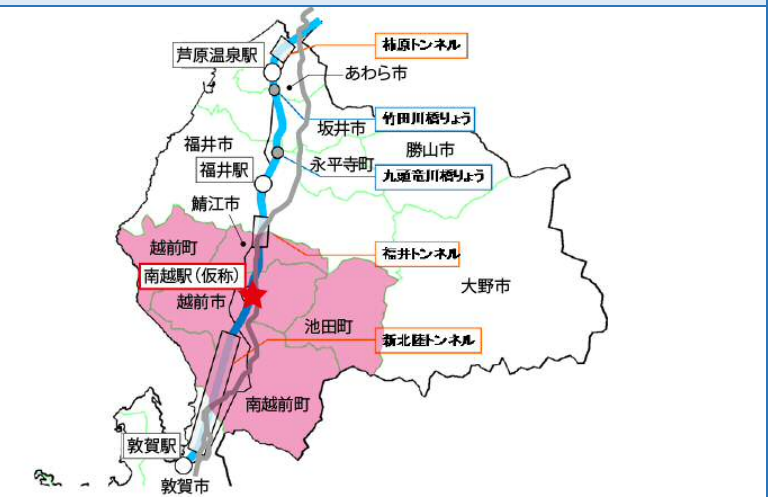 柿原トンネル
芦原温泉駅
あわら市
竹田川橋りょう
坂井市
福井市
勝山市
永平寺町
福井駅
九頭竜川橋りょう
鯖江市
越前町
福井トンネル
南越駅（仮称）
大野市
越前市
池田町
新北陸トンネル
南越前町
敦賀駅
敦賀市